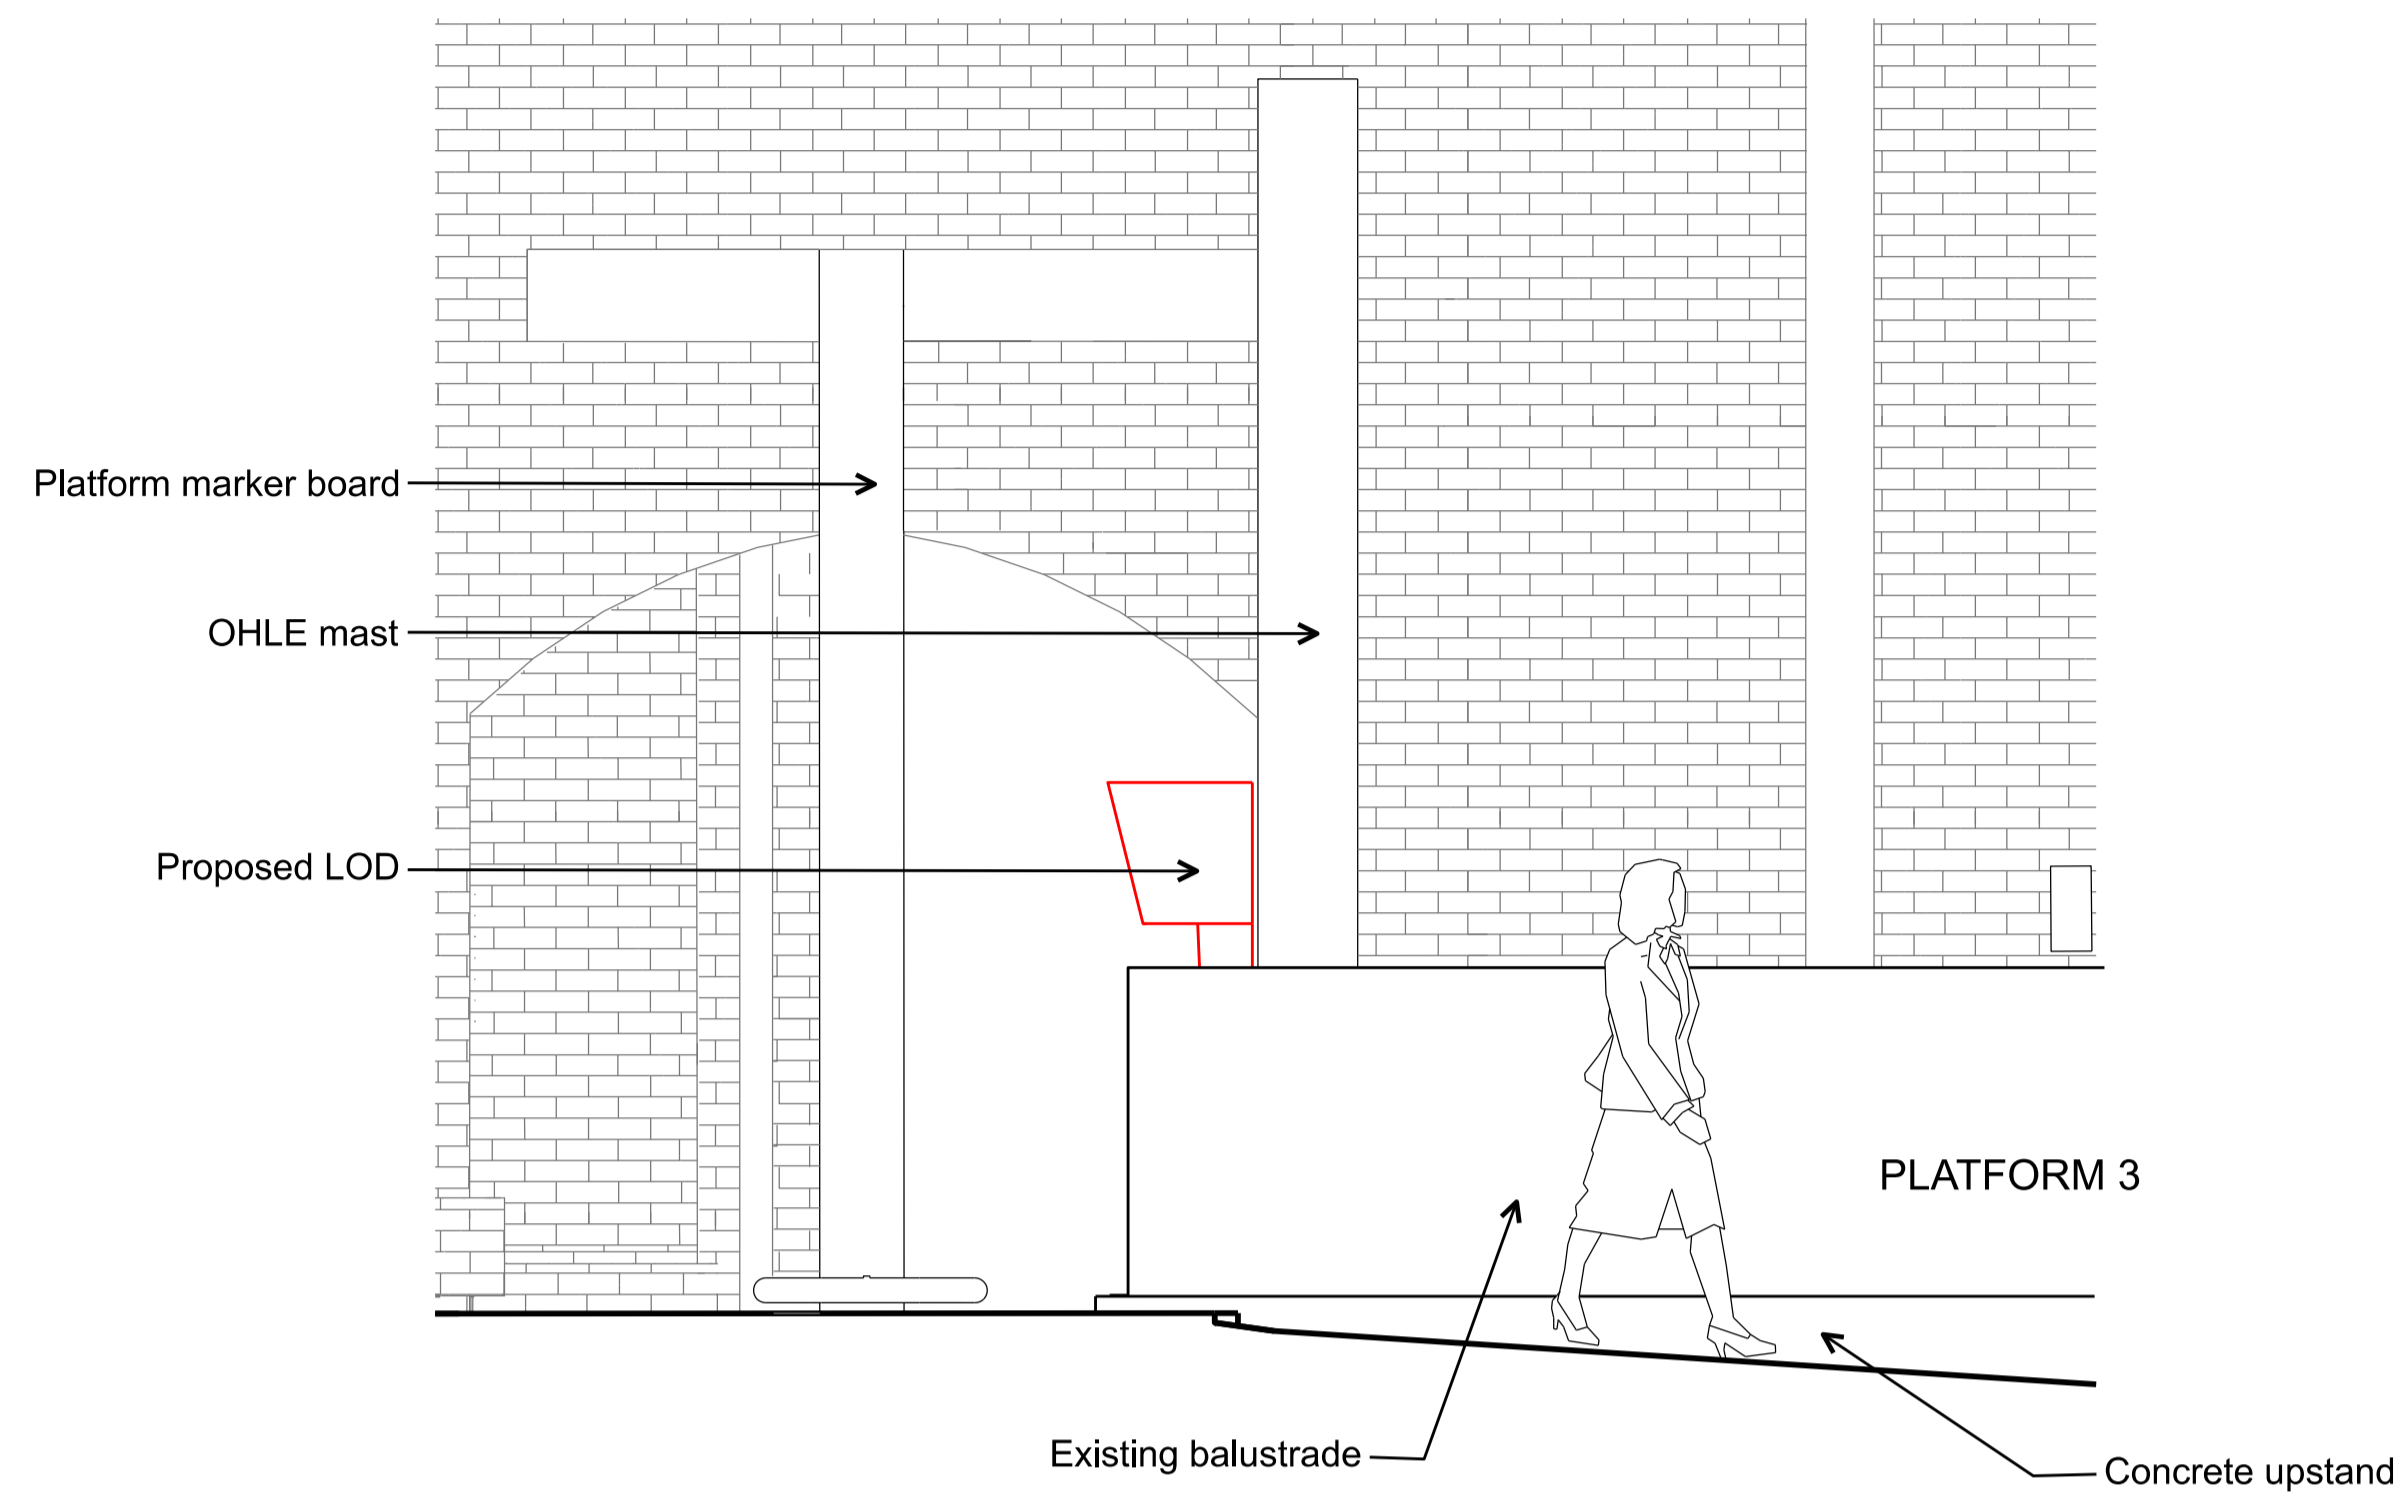 Platform marker board
OHLE mast
Proposed LOD
PLATFORM 3
Existing balustrade
Concrete upstand